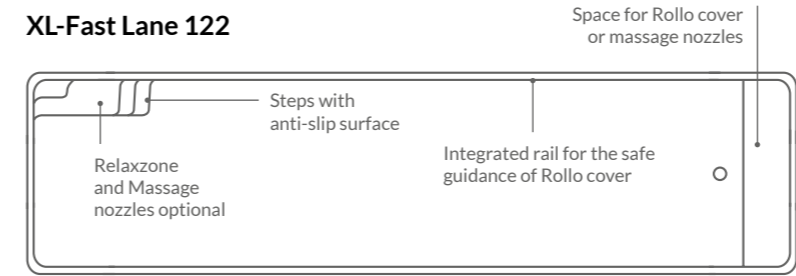 XL-Fast Lane 122
Space for Rollo cover
or massage nozzles
Steps with
anti-slip surface
Integrated rail for the safe
guidance of Rollo cover
Relaxzone
and Massage
nozzles optional